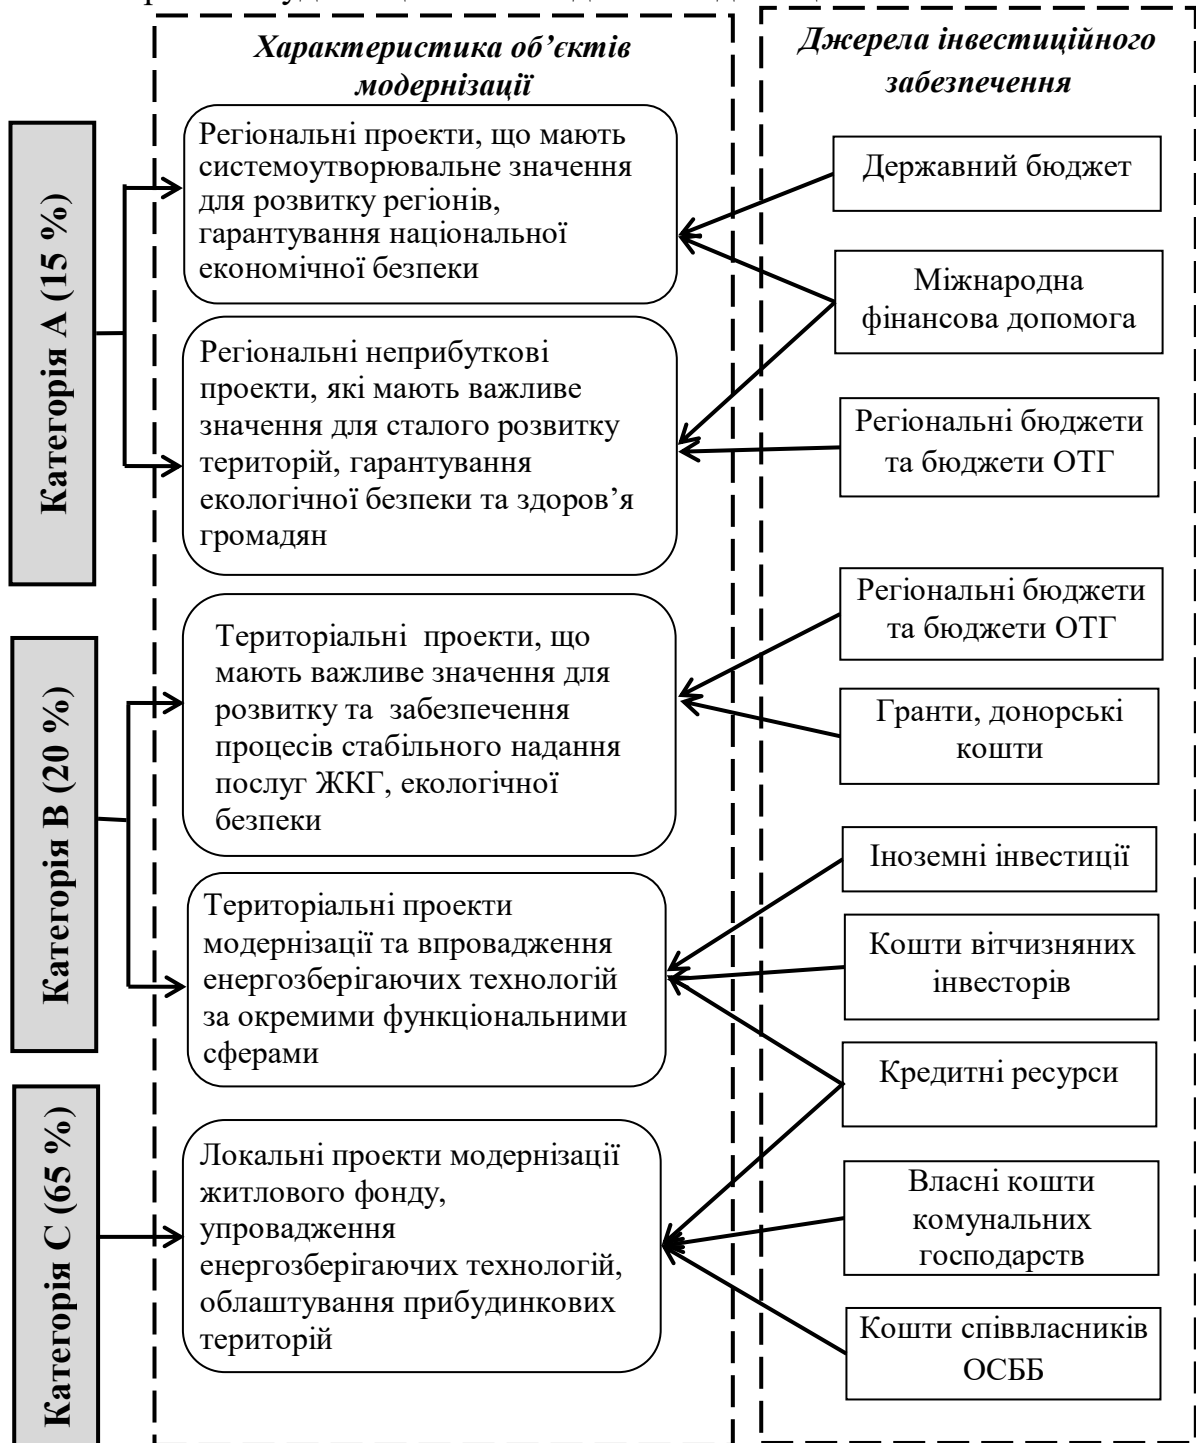 Характеристика об’єктів
модернізації
Джерела інвестиційного
забезпечення
Категорія А (15 %)
Регіональні проекти, що мають
системоутворювальне значення
для розвитку регіонів,
гарантування національної
економічної безпеки
Регіональні неприбуткові
проекти, які мають важливе
значення для сталого розвитку
територій, гарантування
екологічної безпеки та здоров’я
громадян
Державний бюджет
Міжнародна
фінансова допомога
Регіональні бюджети
та бюджети ОТГ
Категорія В (20 %)
Територіальні проекти, що
мають важливе значення для
розвитку та забезпечення
процесів стабільного надання
послуг ЖКГ, екологічної
безпеки
Територіальні проекти
модернізації та впровадження
енергозберігаючих технологій
за окремими функціональними
сферами
Регіональні бюджети
та бюджети ОТГ
Гранти, донорські
кошти
Іноземні інвестиції
Кошти вітчизняних
інвесторів
Кредитні ресурси
Категорія С (65 %)
Локальні проекти модернізації
житлового фонду,
упровадження
енергозберігаючих технологій,
облаштування прибудинкових
територій
Власні кошти
комунальних
господарств
Кошти співвласників
ОСББ